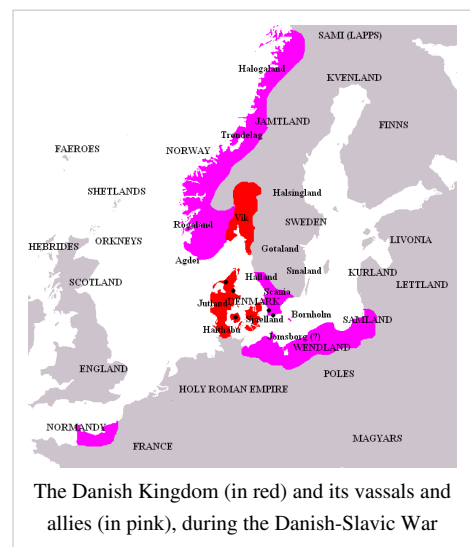 SAMI (LAPPS)
Halogaland
KVENLAND
JAMTLAND
FINNS
Trondelag
NORWAY
FAEROES
SHETLANDS
Halsingland
Rogaland
Vik
SWEDEN
ORKNEYS
LIVONIA
HEBRIDES
Gotaland
Agder
SCOTLAND
Halland
Smaland
KURLAND
LETTLAND
Scania
Jutland
DENMARK
Bornholm
SAMLAND
Sjælland
Haithabu
Jomsborg (?)
WENDLAND
ENGLAND
POLES
HOLY ROMAN EMPIRE
NORMANDY
FRANCE
MAGYARS
The Danish Kingdom (in red) and its vassals and
allies (in pink), during the Danish-Slavic War